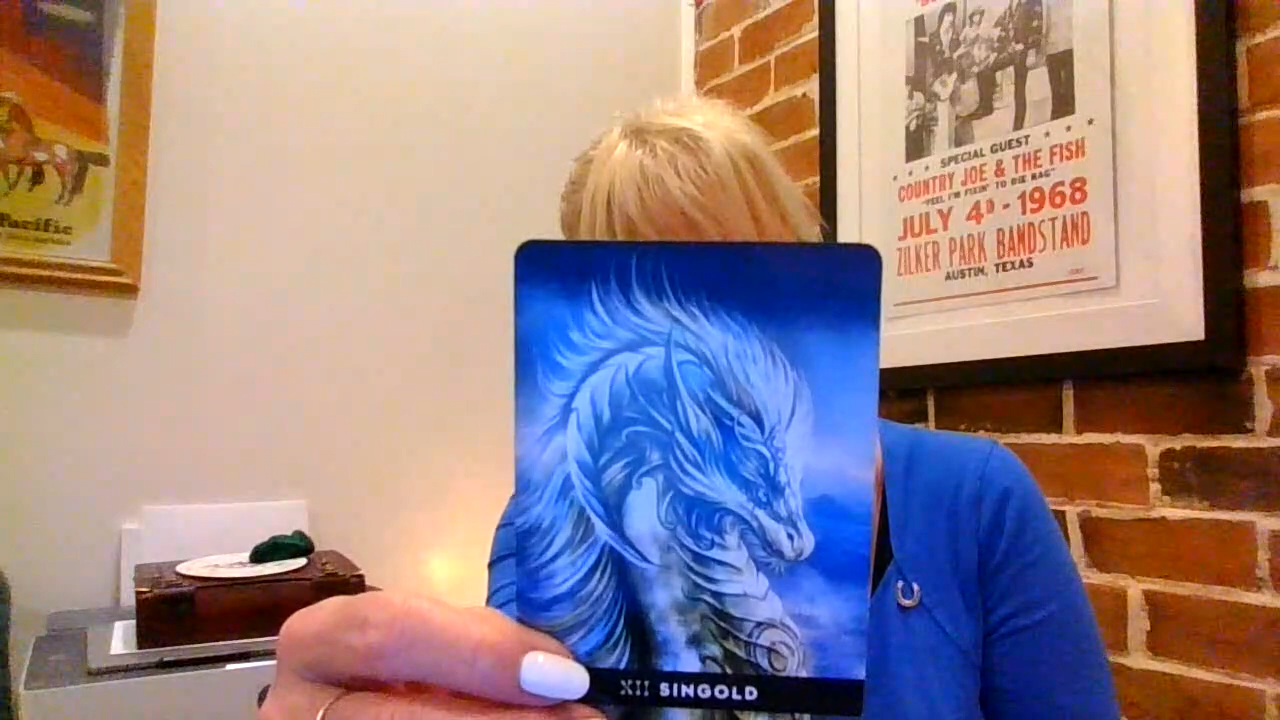 Pacific
SPECIAL GUEST
COUNTRY JOE & THE FISH
"FEEL I'M FIXIN' TO DIE RAG"
JULY 4th - 1968
ZILKER PARK BANDSTAND
AUSTIN, TEXAS
XII SINGOLD